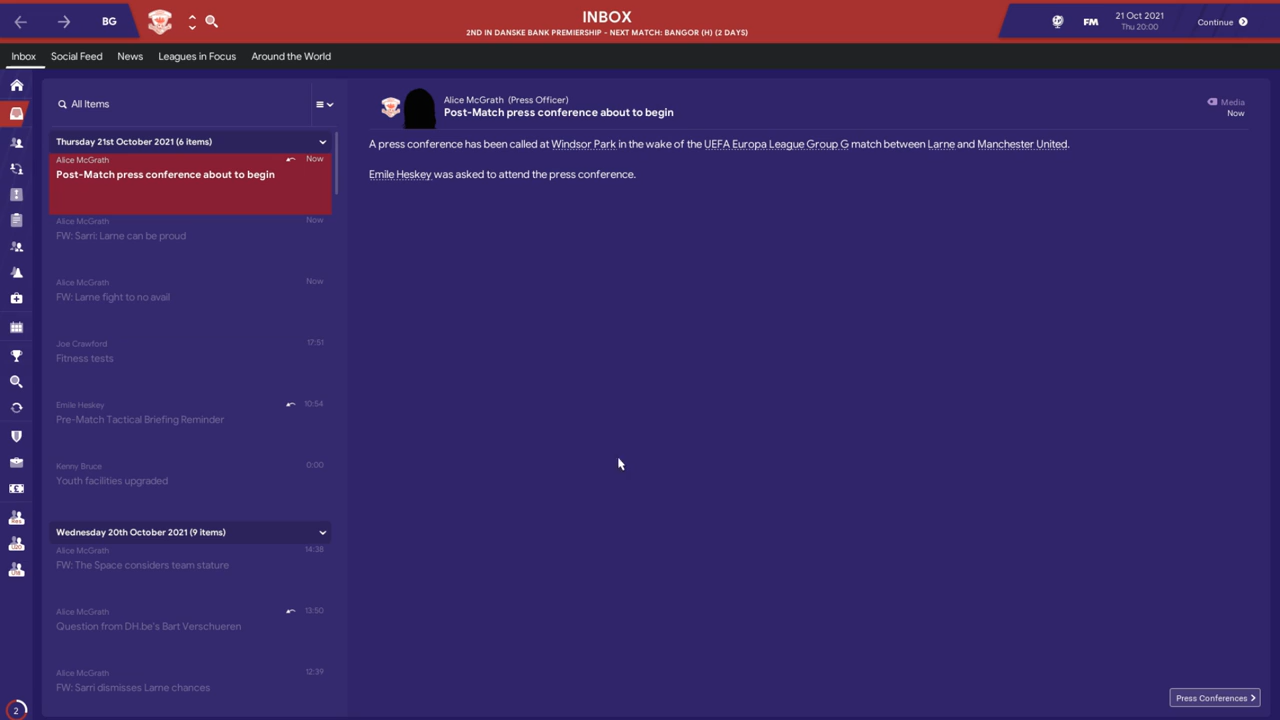 BG
INBOX
2ND IN DANSKE BANK PREMIERSHIP - NEXT MATCH: BANGOR (H) (2 DAYS)
FM
21 Oct 2021
Thu 20:00
Continue
Inbox
Social Feed
News
Leagues in Focus
Around the World
All Items
Thursday 21st October 2021 (6 items)
Alice McGrath
Now
Post-Match press conference about to begin
Alice McGrath
Now
FW: Sarri: Larne can be proud
Alice McGrath
Now
FW: Larne fight to no avail
Joe Crawford
17:51
Fitness tests
Emile Heskey
10:54
Pre-Match Tactical Briefing Reminder
Kenny Bruce
0:00
Youth facilities upgraded
Wednesday 20th October 2021 (9 items)
Alice McGrath
14:38
FW: The Space considers team stature
Alice McGrath
13:50
Question from DH.be's Bart Verschueren
Alice McGrath
12:39
FW: Sarri dismisses Larne chances
Alice McGrath (Press Officer)
Post-Match press conference about to begin
Media
Now
A press conference has been called at Windsor Park in the wake of the UEFA Europa League Group G match between Larne and Manchester United.
Emile Heskey was asked to attend the press conference.
Press Conferences
2